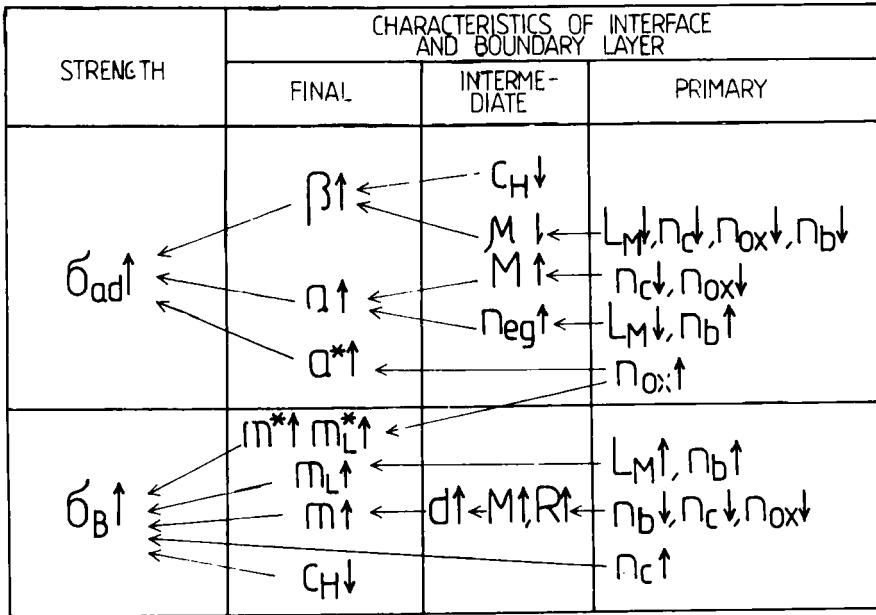 CHARACTERISTICS OF INTERFACE
AND BOUNDARY LAYER
STRENGTH
FINAL
INTERME-
DIATE
PRIMARY
β↑
c_H↓
μ↓
L_M↓, n_c↓, n_ox↓, n_b↓
σ_ad↑
a↑
M↑
n_c↓, n_ox↓
n_eg↑
L_M↓, n_b↑
a*↑
n_ox↑
m*↑ m_L*↑
m_L↑
L_M↑, n_b↑
σ_B↑
m↑
d↑←M↑, R↑
n_b↓, n_c↓, n_ox↓
n_c↑
c_H↓